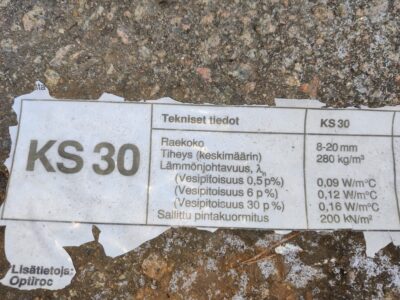 KS 30
Tekniset tiedot KS 30
Raekoko 8-20 mm
Tiheys (keskimäärin) 280 kg/m³
Lämmönjohtavuus, λn
(Vesipitoisuus 0,5 p%) 0,09 W/m°C
(Vesipitoisuus 6 p%) 0,12 W/m°C
(Vesipitoisuus 30 p%) 0,16 W/m°C
Sallittu pintakuormitus 200 kN/m²
Lisätietoja:
Optiroc